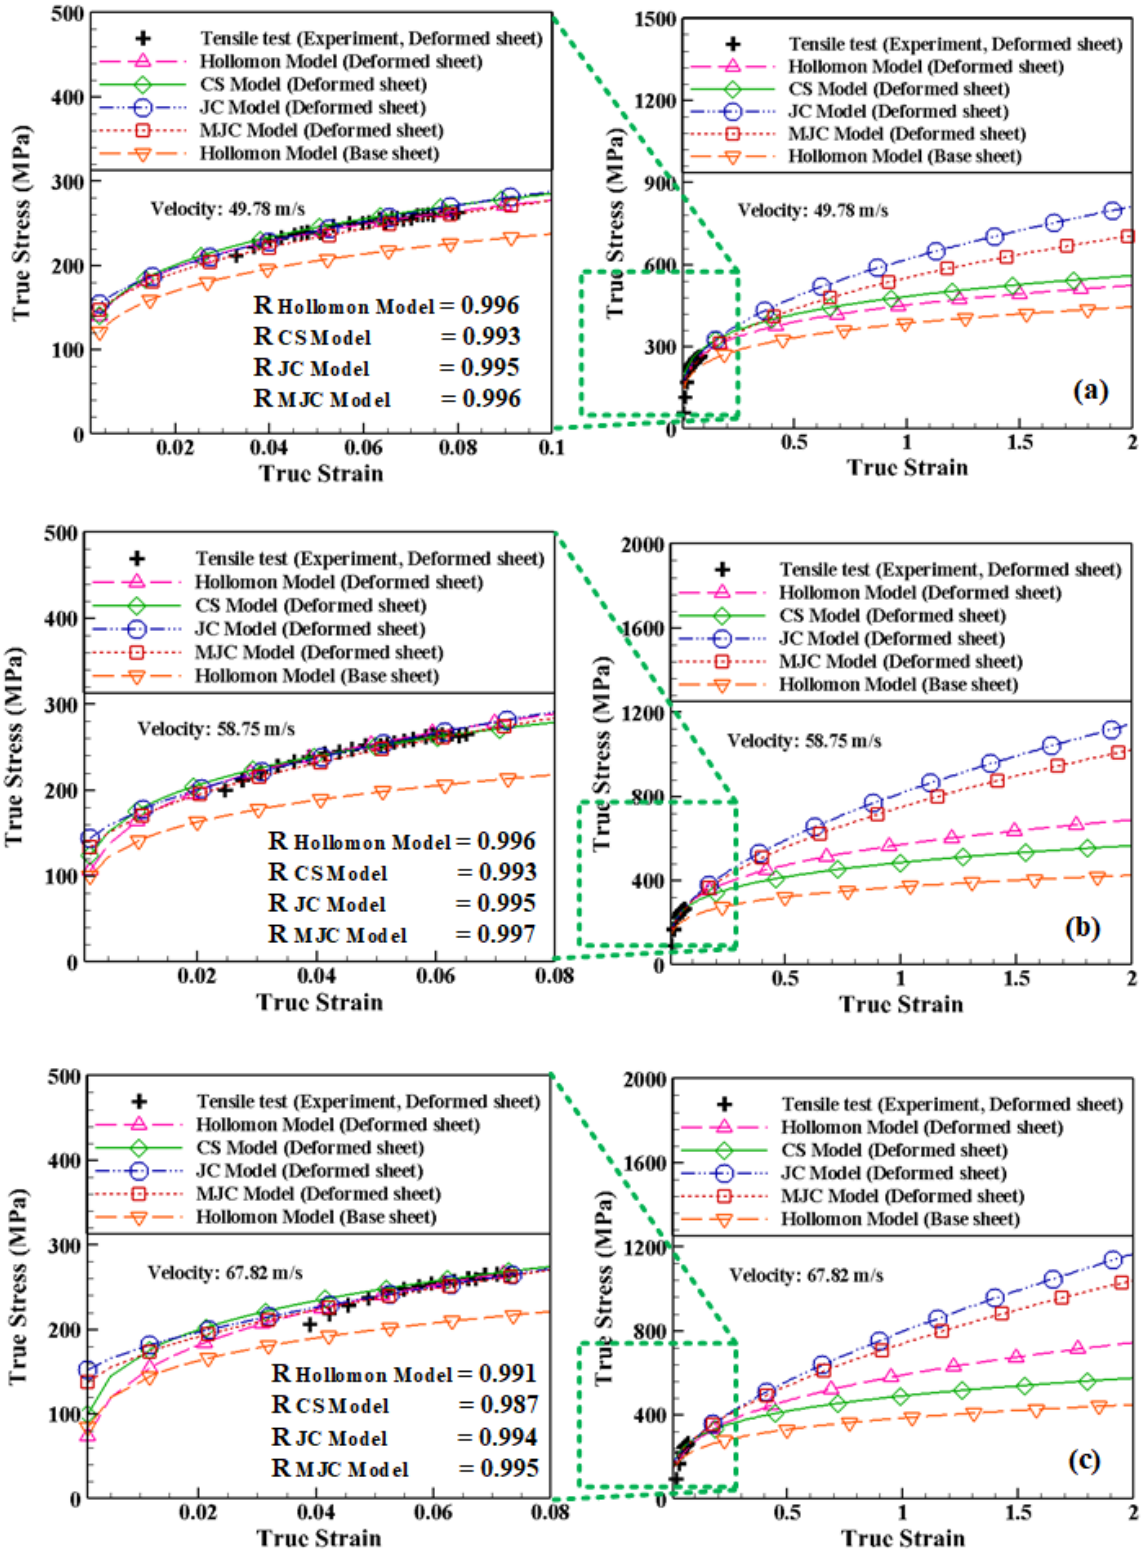 500
400
300
200
100
0
True Stress (MPa)
Tensile test (Experiment, Deformed sheet)
Hollomon Model (Deformed sheet)
CS Model (Deformed sheet)
JC Model (Deformed sheet)
MJC Model (Deformed sheet)
Hollomon Model (Base sheet)
Velocity: 49.78 m/s
R Hollomon Model = 0.996
R CS Model = 0.993
R JC Model = 0.995
R MJC Model = 0.996
0.02 0.04 0.06 0.08 0.1
True Strain
1500
1200
900
600
300
0
True Stress (MPa)
Tensile test (Experiment, Deformed sheet)
Hollomon Model (Deformed sheet)
CS Model (Deformed sheet)
JC Model (Deformed sheet)
MJC Model (Deformed sheet)
Hollomon Model (Base sheet)
Velocity: 49.78 m/s
(a)
0.5 1 1.5 2
True Strain
500
400
300
200
100
0
True Stress (MPa)
Tensile test (Experiment, Deformed sheet)
Hollomon Model (Deformed sheet)
CS Model (Deformed sheet)
JC Model (Deformed sheet)
MJC Model (Deformed sheet)
Hollomon Model (Base sheet)
Velocity: 58.75 m/s
R Hollomon Model = 0.996
R CS Model = 0.993
R JC Model = 0.995
R MJC Model = 0.997
0.02 0.04 0.06 0.08
True Strain
2000
1600
1200
800
400
0
True Stress (MPa)
Tensile test (Experiment, Deformed sheet)
Hollomon Model (Deformed sheet)
CS Model (Deformed sheet)
JC Model (Deformed sheet)
MJC Model (Deformed sheet)
Hollomon Model (Base sheet)
Velocity: 58.75 m/s
(b)
0.5 1 1.5 2
True Strain
500
400
300
200
100
0
True Stress (MPa)
Tensile test (Experiment, Deformed sheet)
Hollomon Model (Deformed sheet)
CS Model (Deformed sheet)
JC Model (Deformed sheet)
MJC Model (Deformed sheet)
Hollomon Model (Base sheet)
Velocity: 67.82 m/s
R Hollomon Model = 0.991
R CS Model = 0.987
R JC Model = 0.994
R MJC Model = 0.995
0.02 0.04 0.06 0.08
True Strain
2000
1600
1200
800
400
0
True Stress (MPa)
Tensile test (Experiment, Deformed sheet)
Hollomon Model (Deformed sheet)
CS Model (Deformed sheet)
JC Model (Deformed sheet)
MJC Model (Deformed sheet)
Hollomon Model (Base sheet)
Velocity: 67.82 m/s
(c)
0.5 1 1.5 2
True Strain